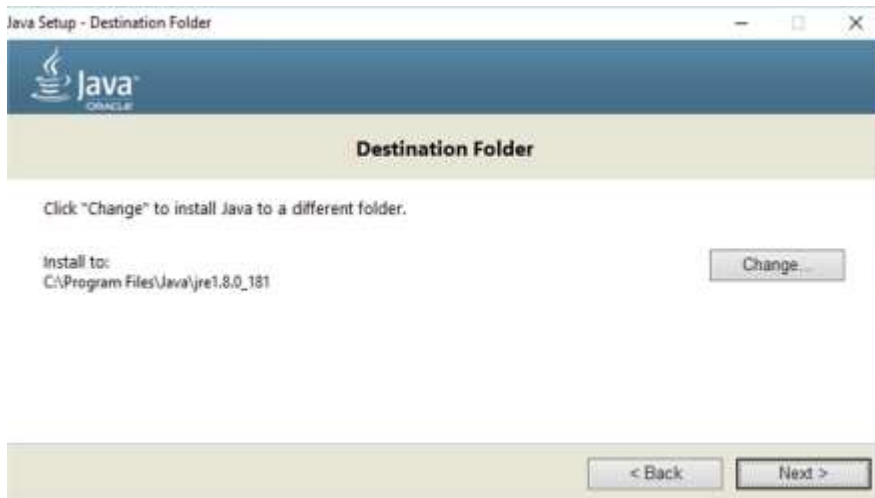 Java Setup - Destination Folder
Java
ORACLE
Destination Folder
Click "Change" to install Java to a different folder.
Install to:
Change...
C:\Program Files\Java\jre1.8.0_181
< Back
Next >